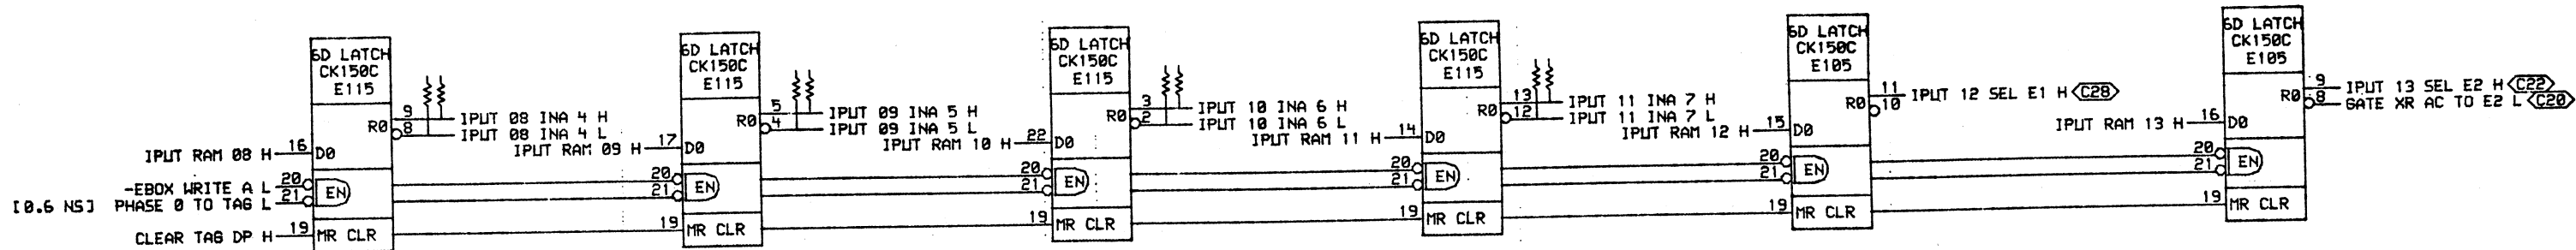 6D LATCH
CK150C
E115
9
R0
8
IPUT 08 INA 4 H
IPUT 08 INA 4 L
IPUT RAM 08 H
16
D0
-EBOX WRITE A L
20
[0.6 NS]
PHASE 0 TO TAG L
21
EN
CLEAR TAG DP H
19
MR CLR
6D LATCH
CK150C
E115
5
R0
4
IPUT 09 INA 5 H
IPUT 09 INA 5 L
IPUT RAM 09 H
17
D0
20
21
EN
19
MR CLR
6D LATCH
CK150C
E115
3
R0
2
IPUT 10 INA 6 H
IPUT 10 INA 6 L
IPUT RAM 10 H
22
D0
20
21
EN
19
MR CLR
6D LATCH
CK150C
E115
13
R0
12
IPUT 11 INA 7 H
IPUT 11 INA 7 L
IPUT RAM 11 H
14
D0
20
21
EN
19
MR CLR
6D LATCH
CK150C
E105
11
R0
10
IPUT 12 SEL E1 H
C28
IPUT RAM 12 H
15
D0
20
21
EN
19
MR CLR
6D LATCH
CK150C
E105
9
R0
8
IPUT 13 SEL E2 H
C22
GATE XR AC TO E2 L
C20
IPUT RAM 13 H
16
D0
20
21
EN
19
MR CLR